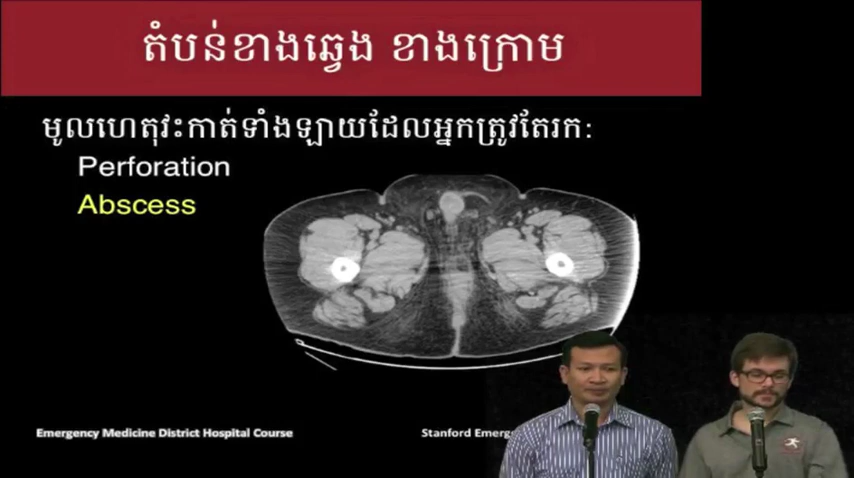 តំបន់ខាងឆ្វេង ខាងក្រោម
មូលហេតុវះកាត់ទាំងឡាយដែលអ្នកត្រូវតែរក:
Perforation
Abscess
Emergency Medicine District Hospital Course
Stanford